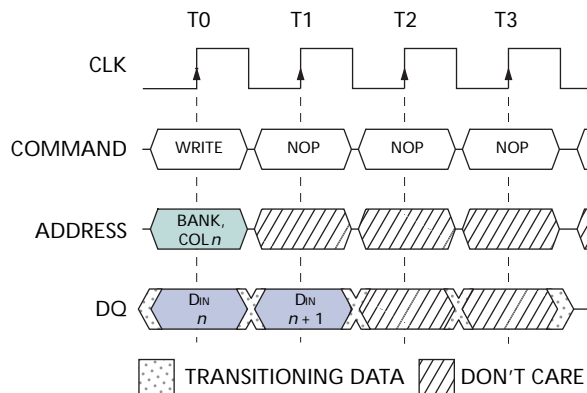 T0 T1 T2 T3
CLK
COMMAND WRITE NOP NOP NOP
ADDRESS BANK,
COL n
DQ DIN DIN
n n + 1
TRANSITIONING DATA DON'T CARE